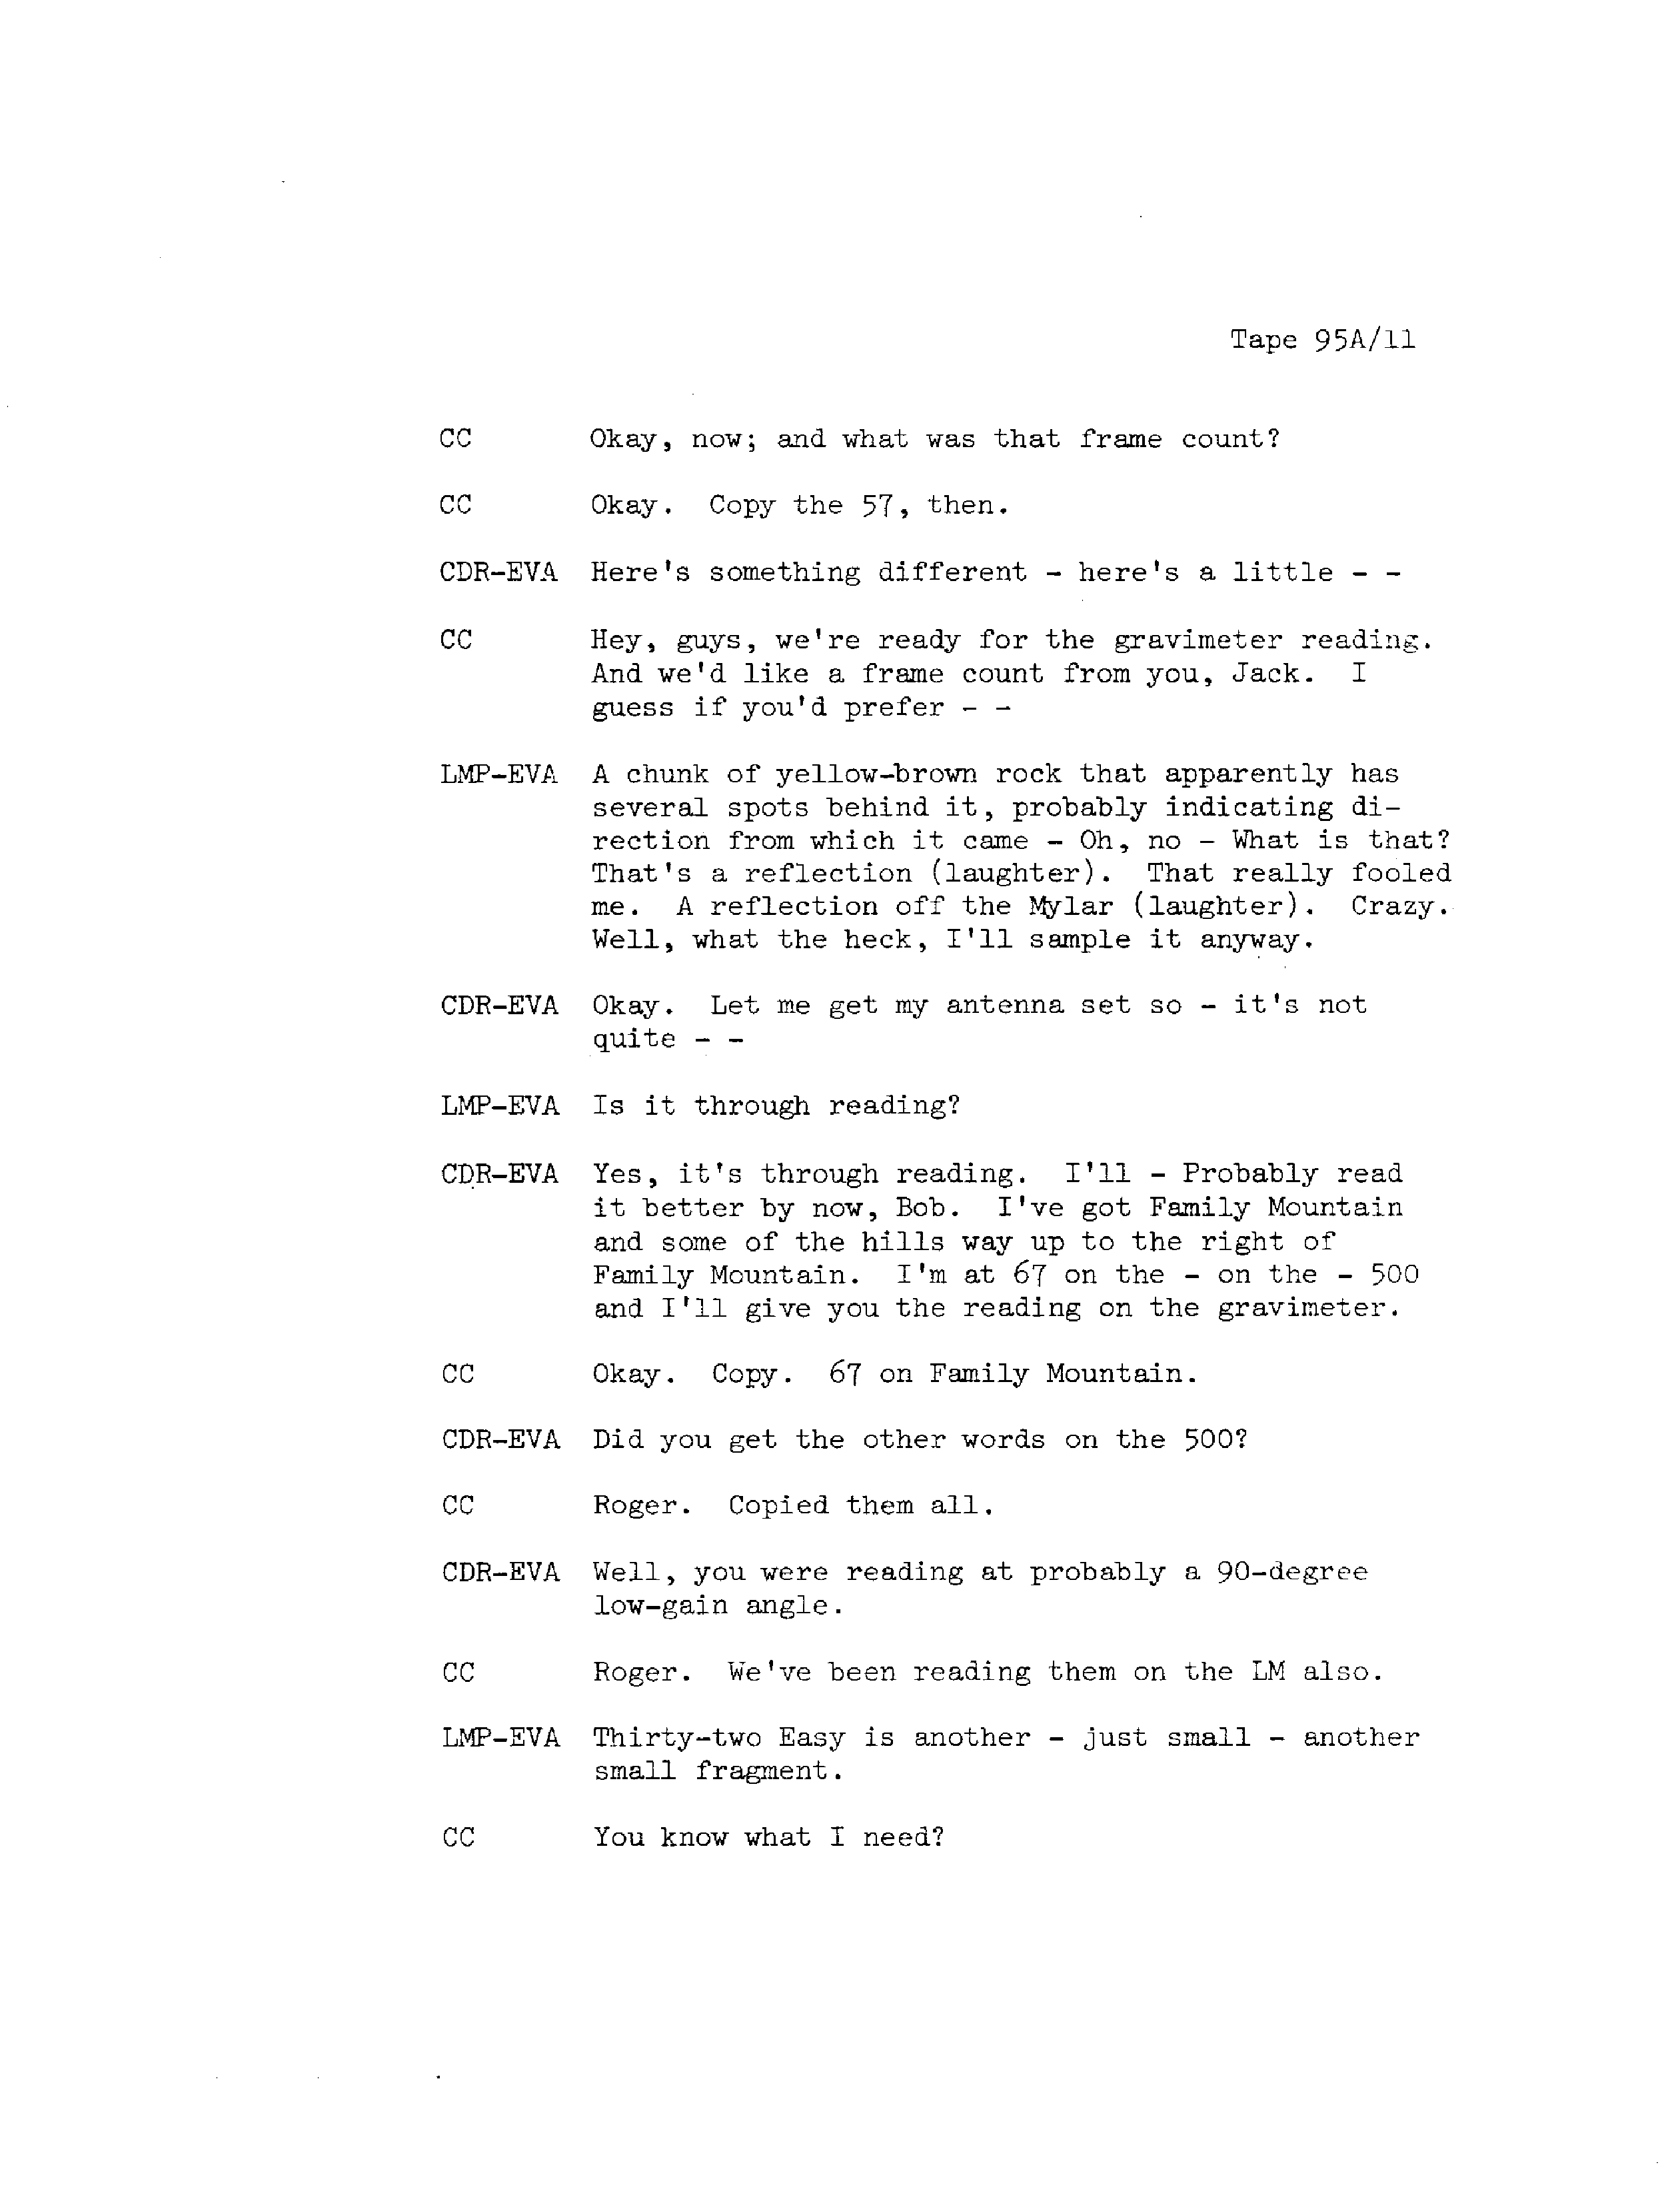 Tape 95A/11
CC Okay, now; and what was that frame count?
CC Okay. Copy the 57, then.
CDR-EVA Here's something different - here's a little - -
CC Hey, guys, we're ready for the gravimeter reading.
And we'd like a frame count from you, Jack. I
guess if you'd prefer - -
LMP-EVA A chunk of yellow-brown rock that apparently has
several spots behind it, probably indicating di-
rection from which it came - Oh, no - What is that?
That's a reflection (laughter). That really fooled
me. A reflection off the Mylar (laughter). Crazy.
Well, what the heck, I'll sample it anyway.
CDR-EVA Okay. Let me get my antenna set so - it's not
quite - -
LMP-EVA Is it through reading?
CDR-EVA Yes, it's through reading. I'll - Probably read
it better by now, Bob. I've got Family Mountain
and some of the hills way up to the right of
Family Mountain. I'm at 67 on the - on the - 500
and I'll give you the reading on the gravimeter.
CC Okay. Copy. 67 on Family Mountain.
CDR-EVA Did you get the other words on the 500?
CC Roger. Copied them all.
CDR-EVA Well, you were reading at probably a 90-degree
low-gain angle.
CC Roger. We've been reading them on the LM also.
LMP-EVA Thirty-two Easy is another - just small - another
small fragment.
CC You know what I need?